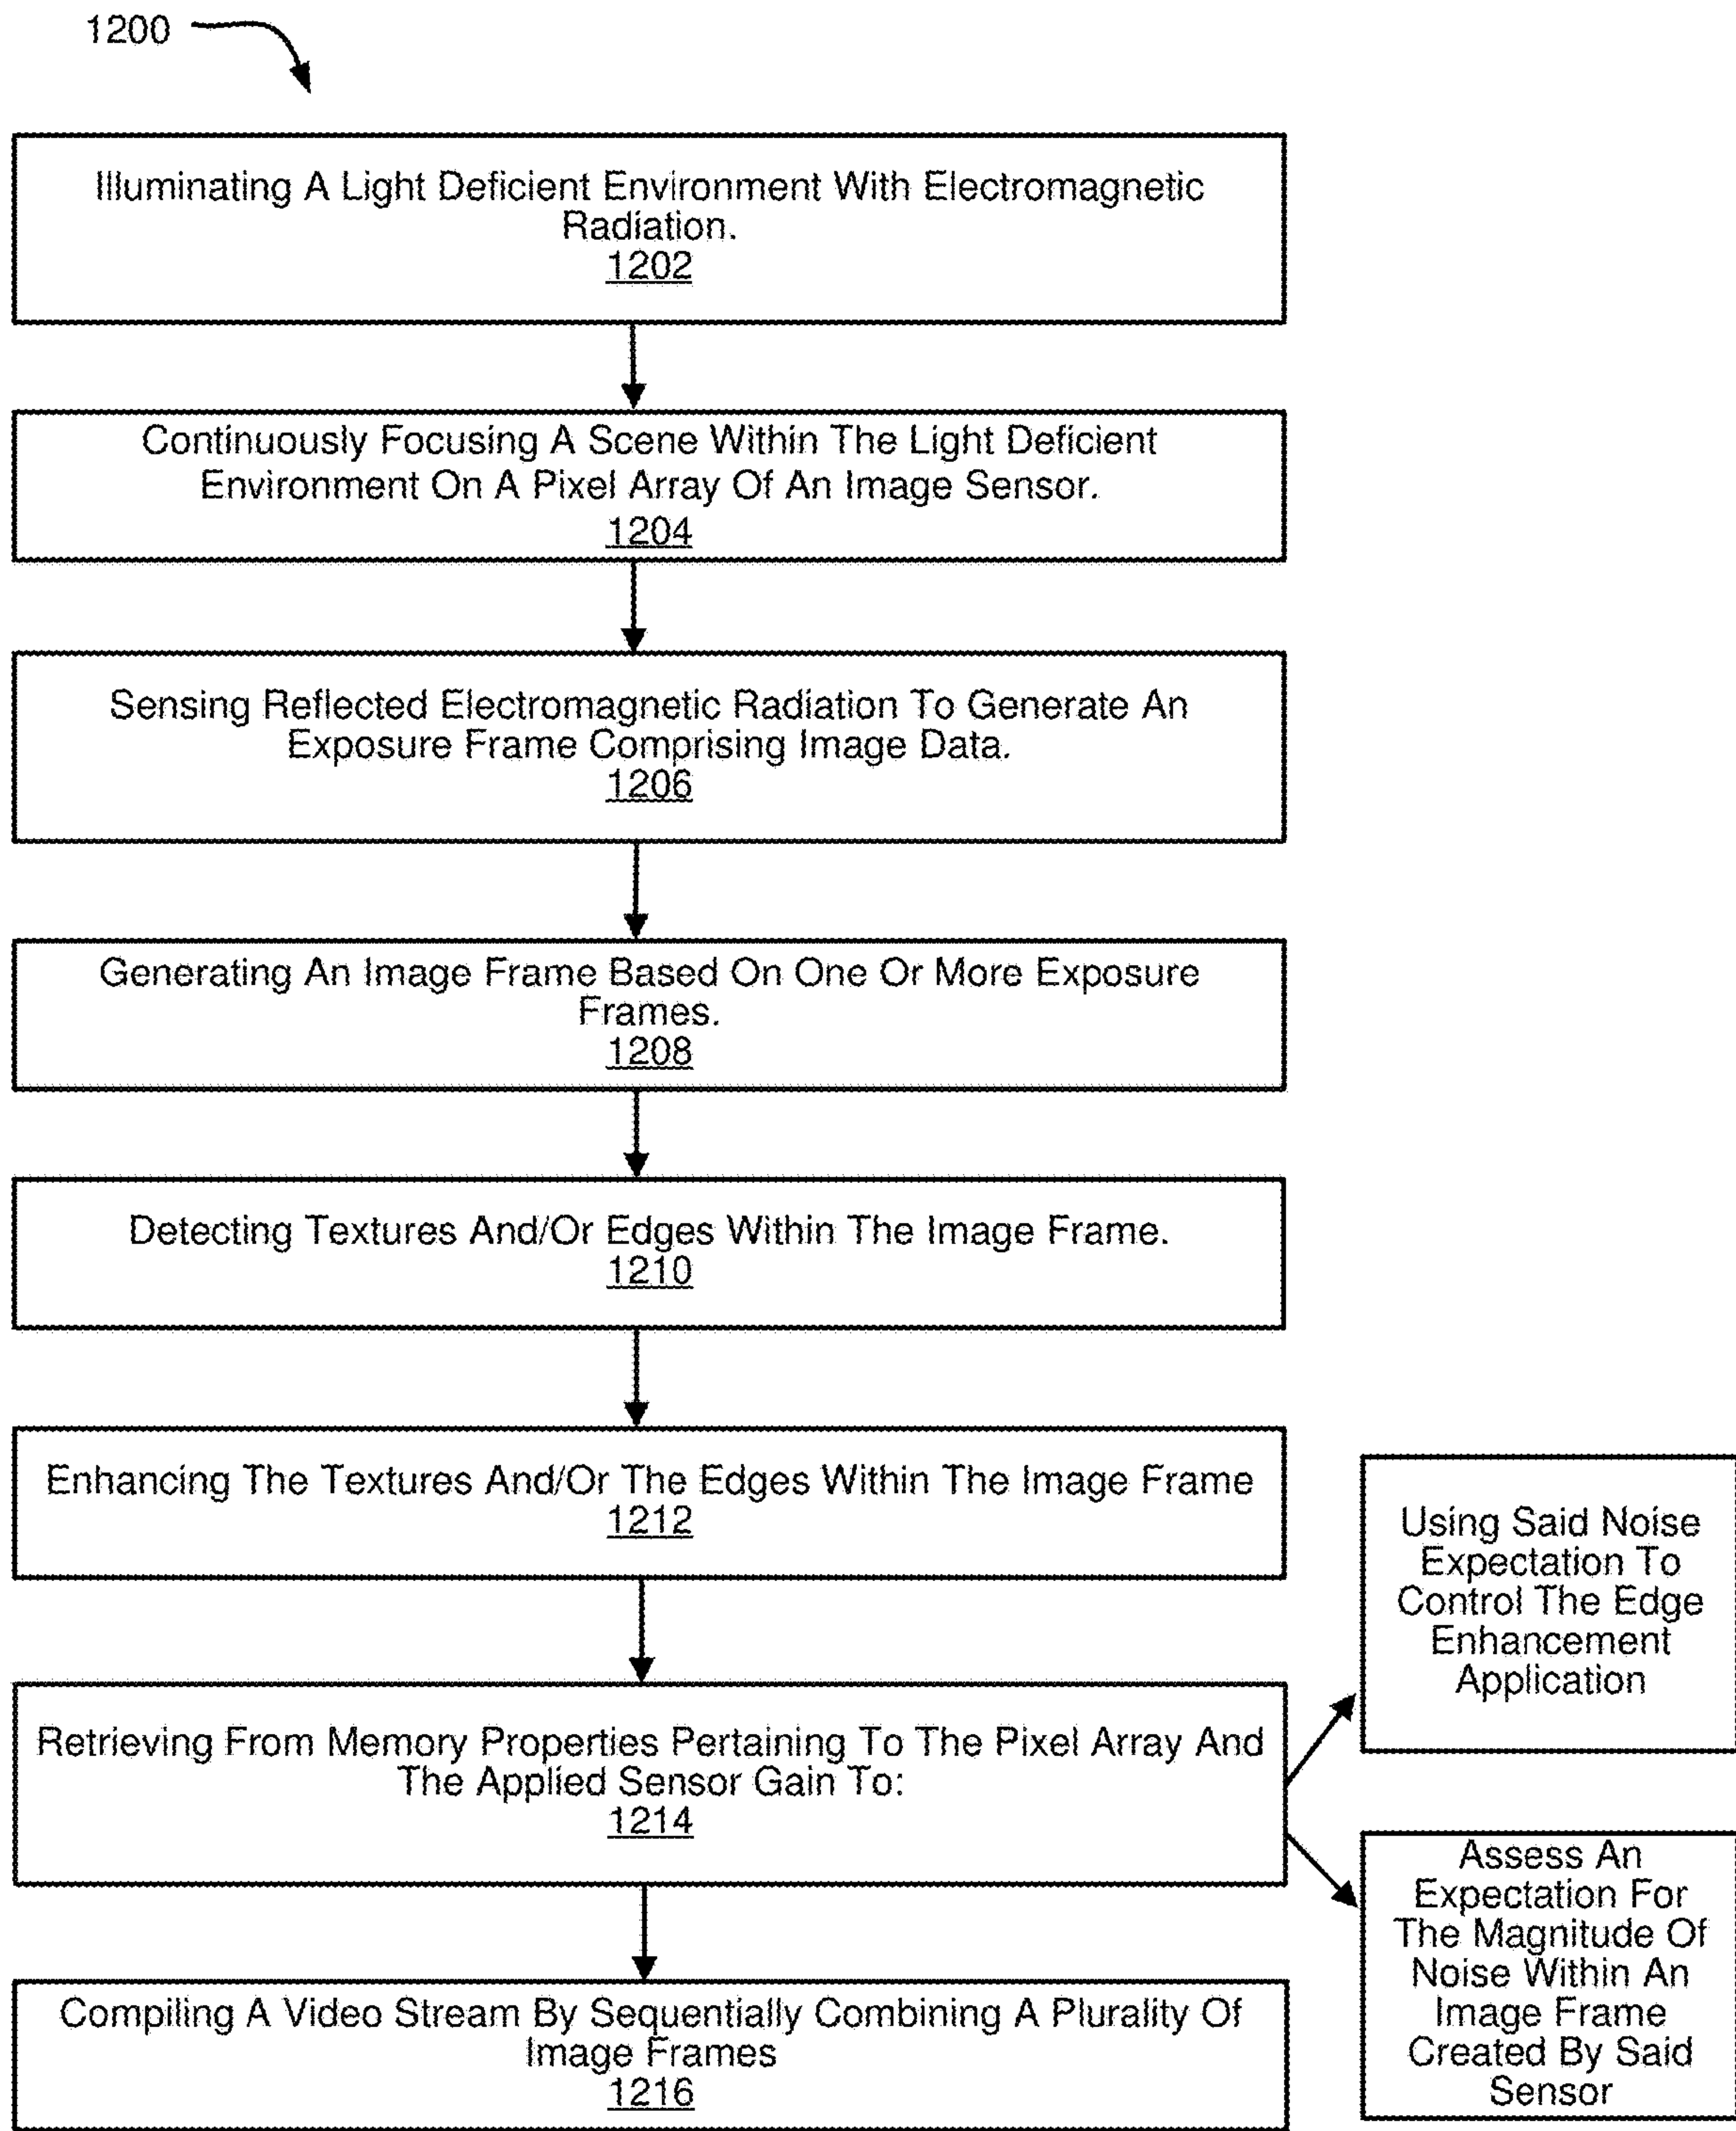 1200
Illuminating A Light Deficient Environment With Electromagnetic
Radiation.
1202
Continuously Focusing A Scene Within The Light Deficient
Environment On A Pixel Array Of An Image Sensor.
1204
Sensing Reflected Electromagnetic Radiation To Generate An
Exposure Frame Comprising Image Data.
1206
Generating An Image Frame Based On One Or More Exposure
Frames.
1208
Detecting Textures And/Or Edges Within The Image Frame.
1210
Enhancing The Textures And/Or The Edges Within The Image Frame
1212
Retrieving From Memory Properties Pertaining To The Pixel Array And
The Applied Sensor Gain To:
1214
Using Said Noise
Expectation To
Control The Edge
Enhancement
Application
Assess An
Expectation For
The Magnitude Of
Noise Within An
Image Frame
Created By Said
Sensor
Compiling A Video Stream By Sequentially Combining A Plurality Of
Image Frames
1216